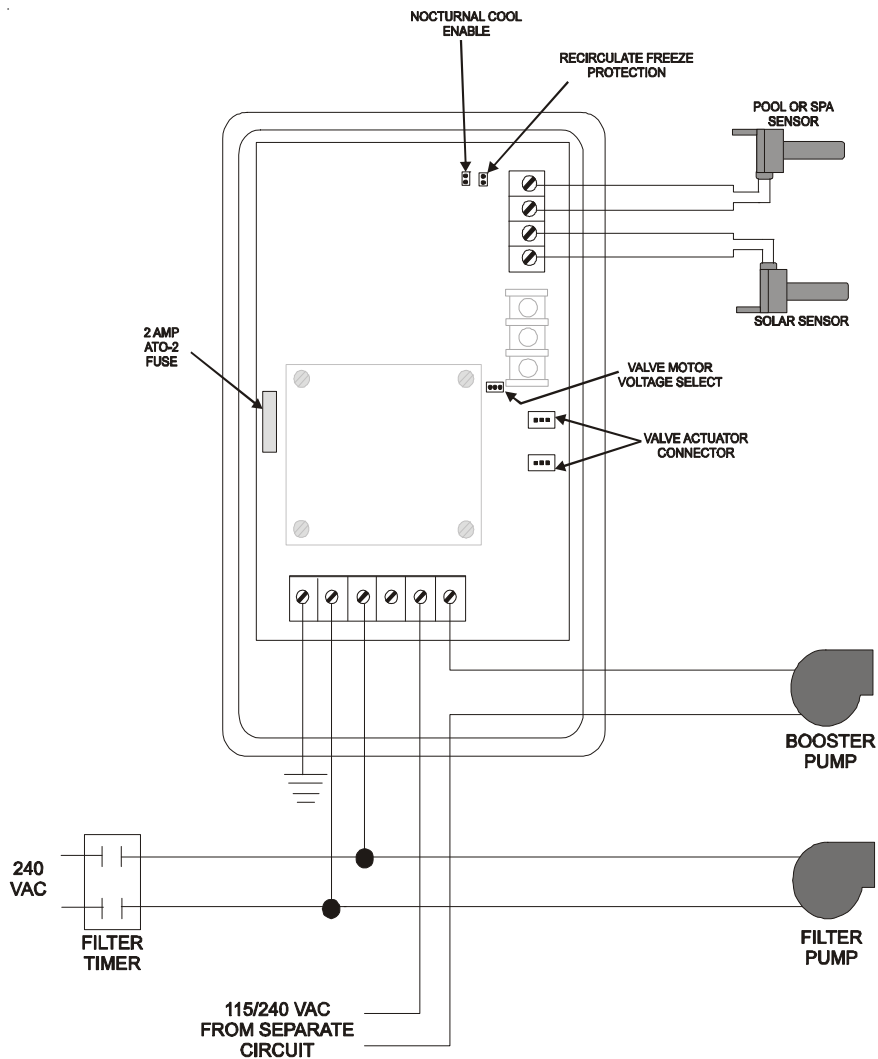 NOCTURNAL COOL
ENABLE
RECIRCULATE FREEZE
PROTECTION
POOL OR SPA
SENSOR
SOLAR SENSOR
2 AMP
ATO-2
FUSE
VALVE MOTOR
VOLTAGE SELECT
VALVE ACTUATOR
CONNECTOR
BOOSTER
PUMP
240
VAC
FILTER
TIMER
FILTER
PUMP
115/240 VAC
FROM SEPARATE
CIRCUIT